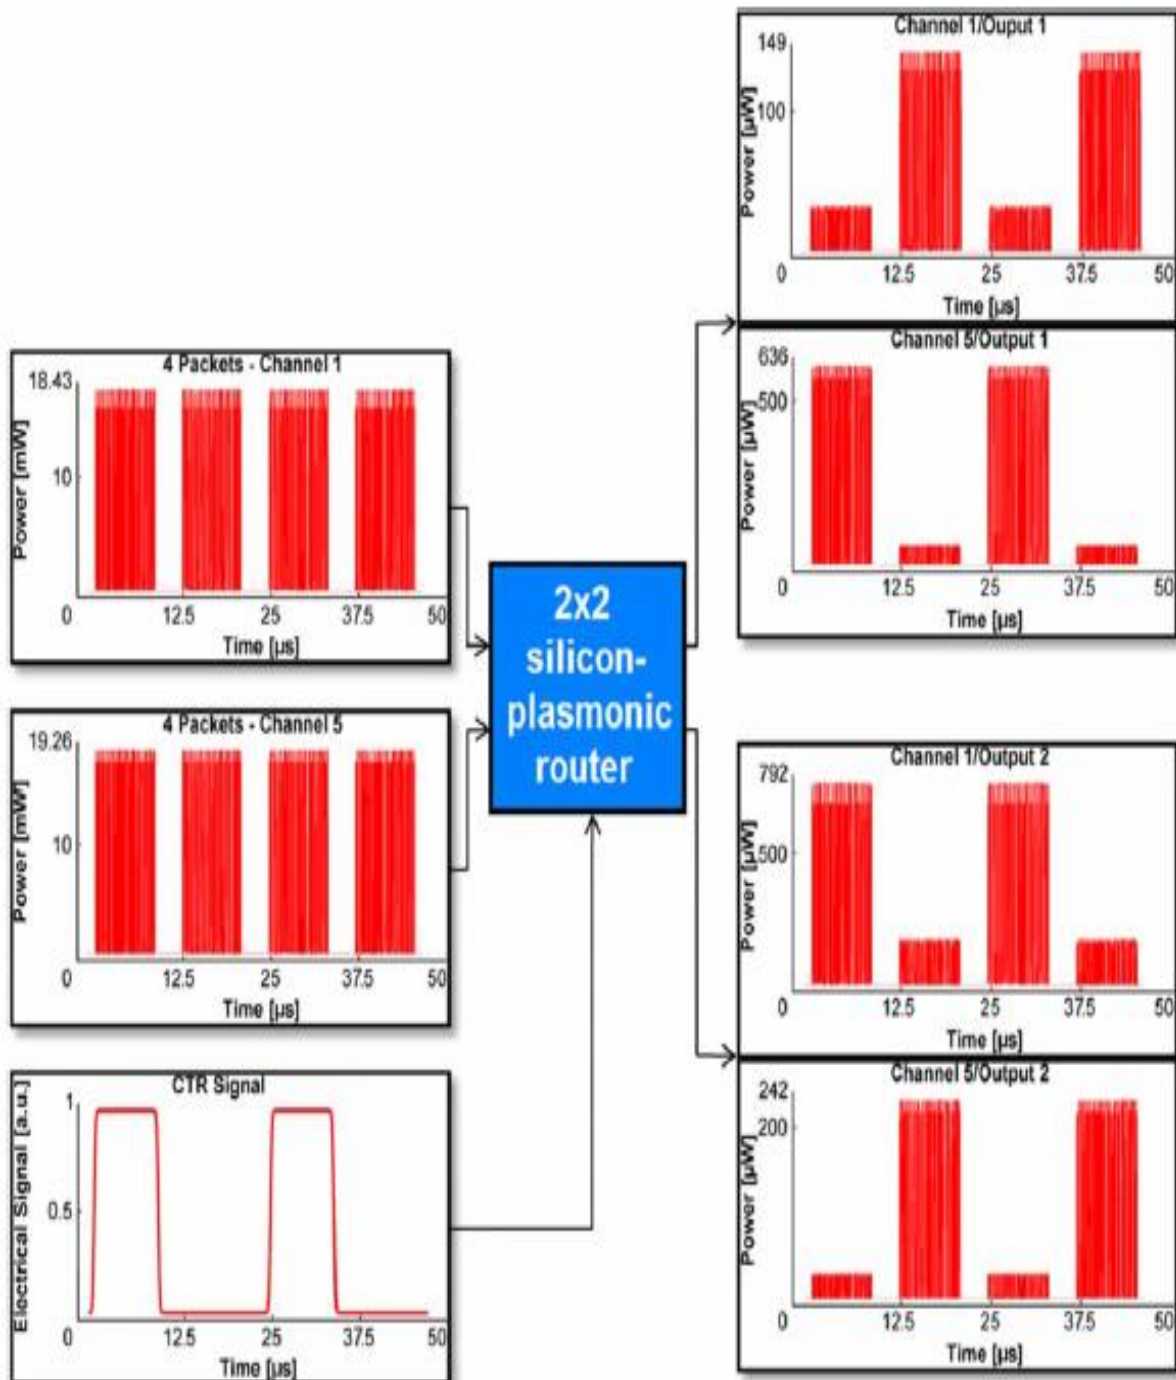 4 Packets - Channel 1
Power [mW]
18.43
10
0 12.5 25 37.5 50
Time [µs]
4 Packets - Channel 5
Power [mW]
19.26
10
0 12.5 25 37.5 50
Time [µs]
CTR Signal
Electrical Signal [a.u.]
1
0.5
0 12.5 25 37.5 50
Time [µs]
2x2
silicon-
plasmonic
router
Channel 1/Ouput 1
Power [µW]
149
100
0 12.5 25 37.5 50
Time [µs]
Channel 5/Output 1
Power [µW]
636
500
0 12.5 25 37.5 50
Time [µs]
Channel 1/Output 2
Power [µW]
792
500
0 12.5 25 37.5 50
Time [µs]
Channel 5/Output 2
Power [µW]
242
200
0 12.5 25 37.5 50
Time [µs]